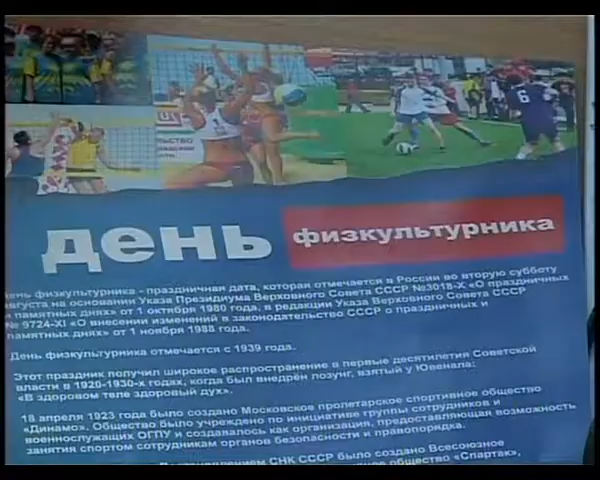 6
день физкультурника
День физкультурника - праздничная дата, которая отмечается в России во вторую субботу
августа на основании Указа Президиума Верховного Совета СССР №3018-X «О праздничных
и памятных днях» от 1 октября 1980 года, в редакции Указа Верховного Совета СССР
№ 9724-XI «О внесении изменений в законодательство СССР о праздничных и
памятных днях» от 1 ноября 1988 года.
День физкультурника отмечается с 1939 года.
Этот праздник получил широкое распространение в первые десятилетия Советской
власти в 1920-1930-х годах, когда был внедрён лозунг, взятый у Ювенала:
«В здоровом теле здоровый дух».
18 апреля 1923 года было создано Московское пролетарское спортивное общество
«Динамо». Общество было учреждено по инициативе группы сотрудников и
военнослужащих ОГПУ и создавалось как организация, предоставляющая возможность
занятия спортом сотрудникам органов безопасности и правопорядка.
СНК СССР было создано Всесоюзное
общество «Спартак»,